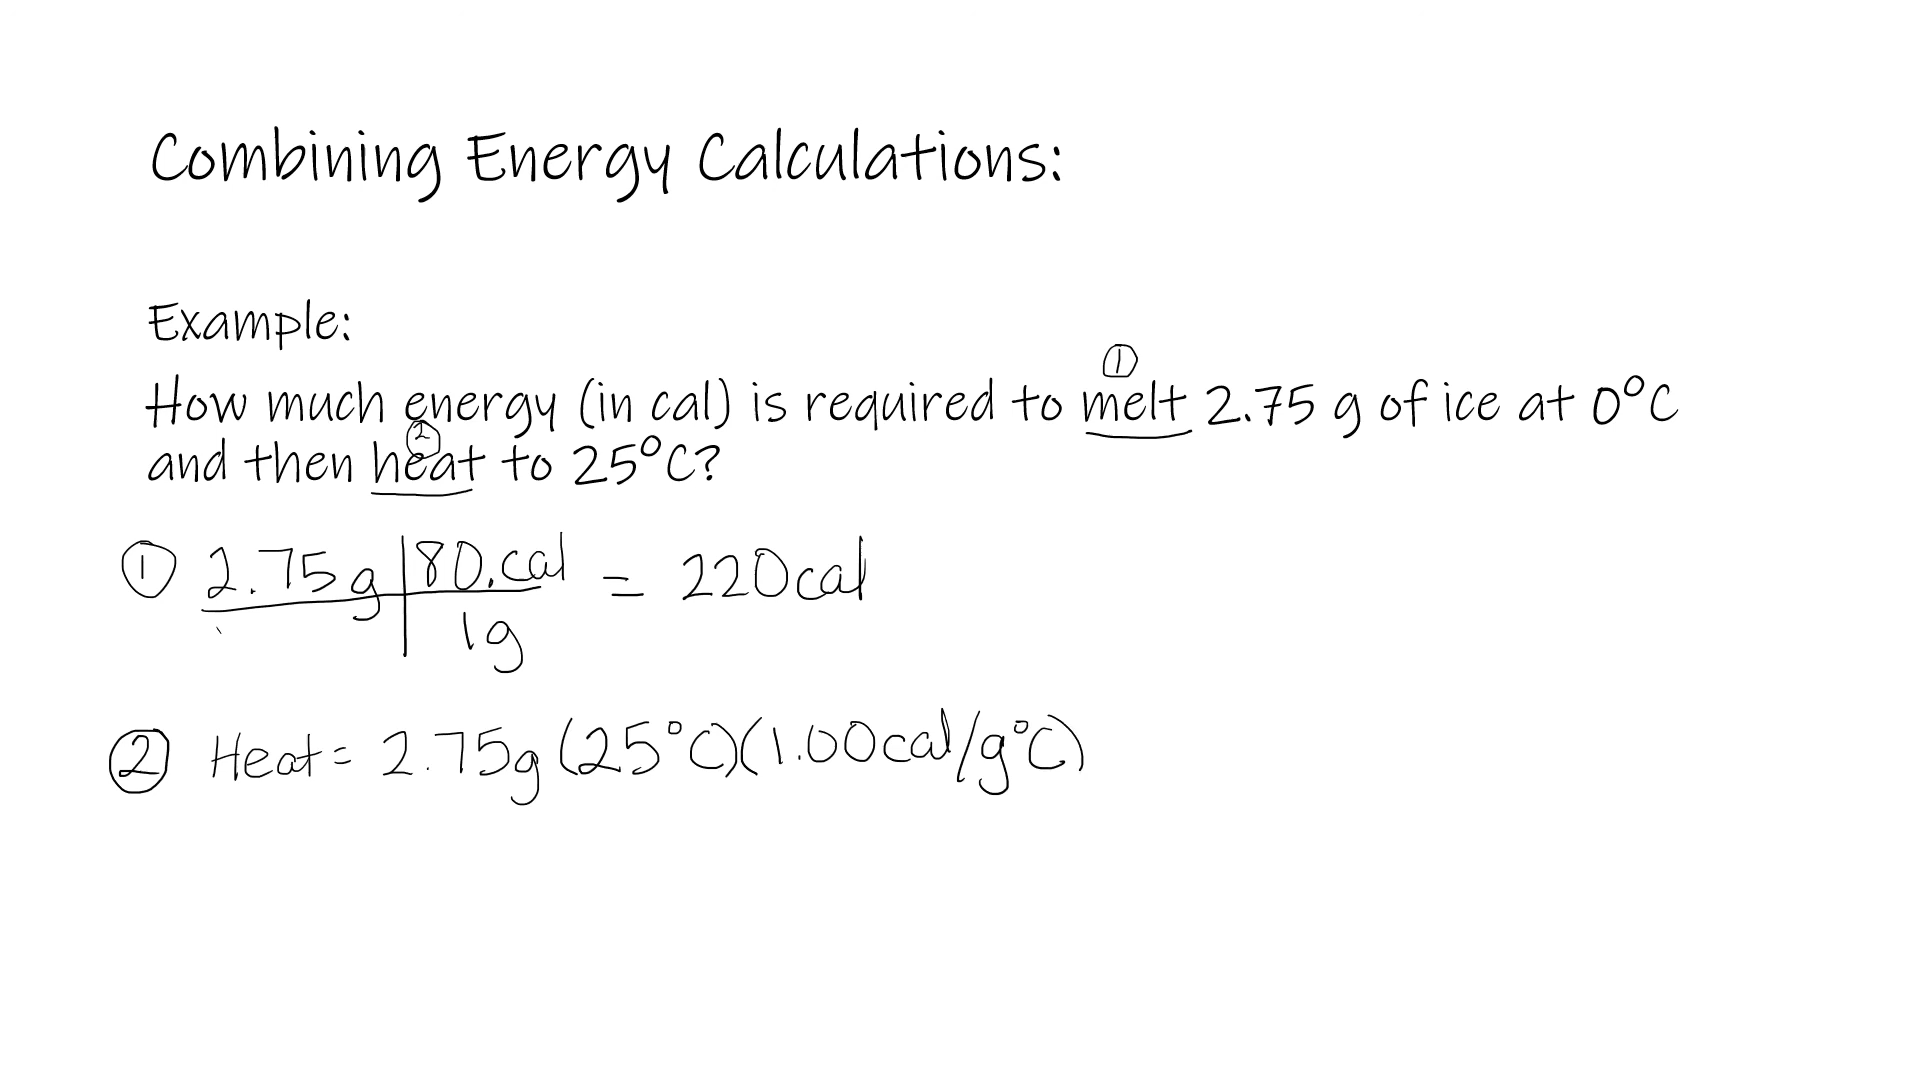 Combining Energy Calculations:
Example:
①
How much energy (in cal) is required to melt 2.75 g of ice at 0°C
②
and then heat to 25°C?
① 2.75g | 80.cal = 220cal
1g
② Heat = 2.75g (25°C)(1.00cal/g°C)